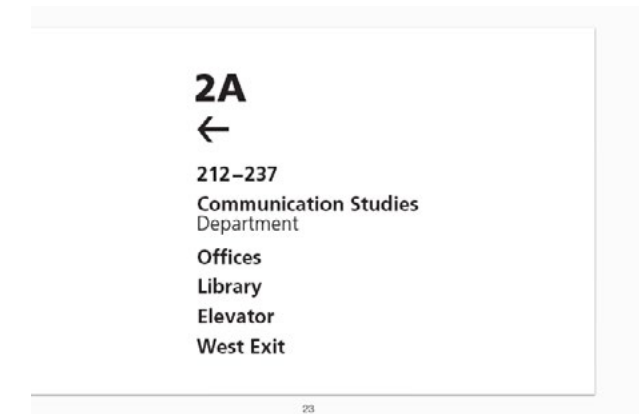 2A
←
212–237
Communication Studies
Department
Offices
Library
Elevator
West Exit
23